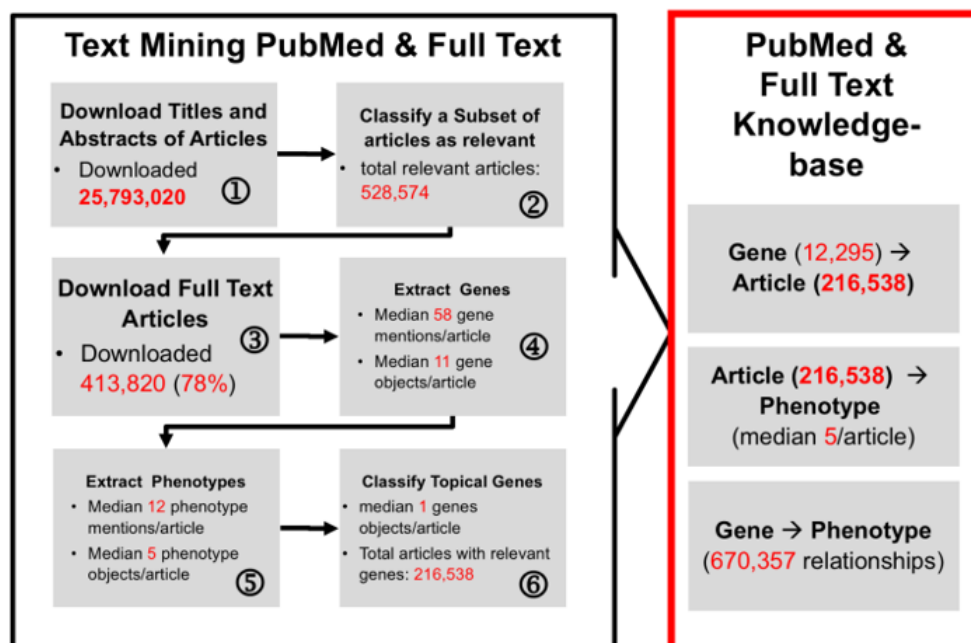 Text Mining PubMed & Full Text
Download Titles and
Abstracts of Articles
• Downloaded
25,793,020
①
Classify a Subset of
articles as relevant
• total relevant articles:
528,574
②
Download Full Text
Articles
• Downloaded
413,820 (78%)
③
Extract Genes
• Median 58 gene
mentions/article
• Median 11 gene
objects/article
④
Extract Phenotypes
• Median 12 phenotype
mentions/article
• Median 5 phenotype
objects/article
⑤
Classify Topical Genes
• median 1 genes
objects/article
• Total articles with relevant
genes: 216,538
⑥
PubMed &
Full Text
Knowledge-
base
Gene (12,295) →
Article (216,538)
Article (216,538) →
Phenotype
(median 5/article)
Gene → Phenotype
(670,357 relationships)